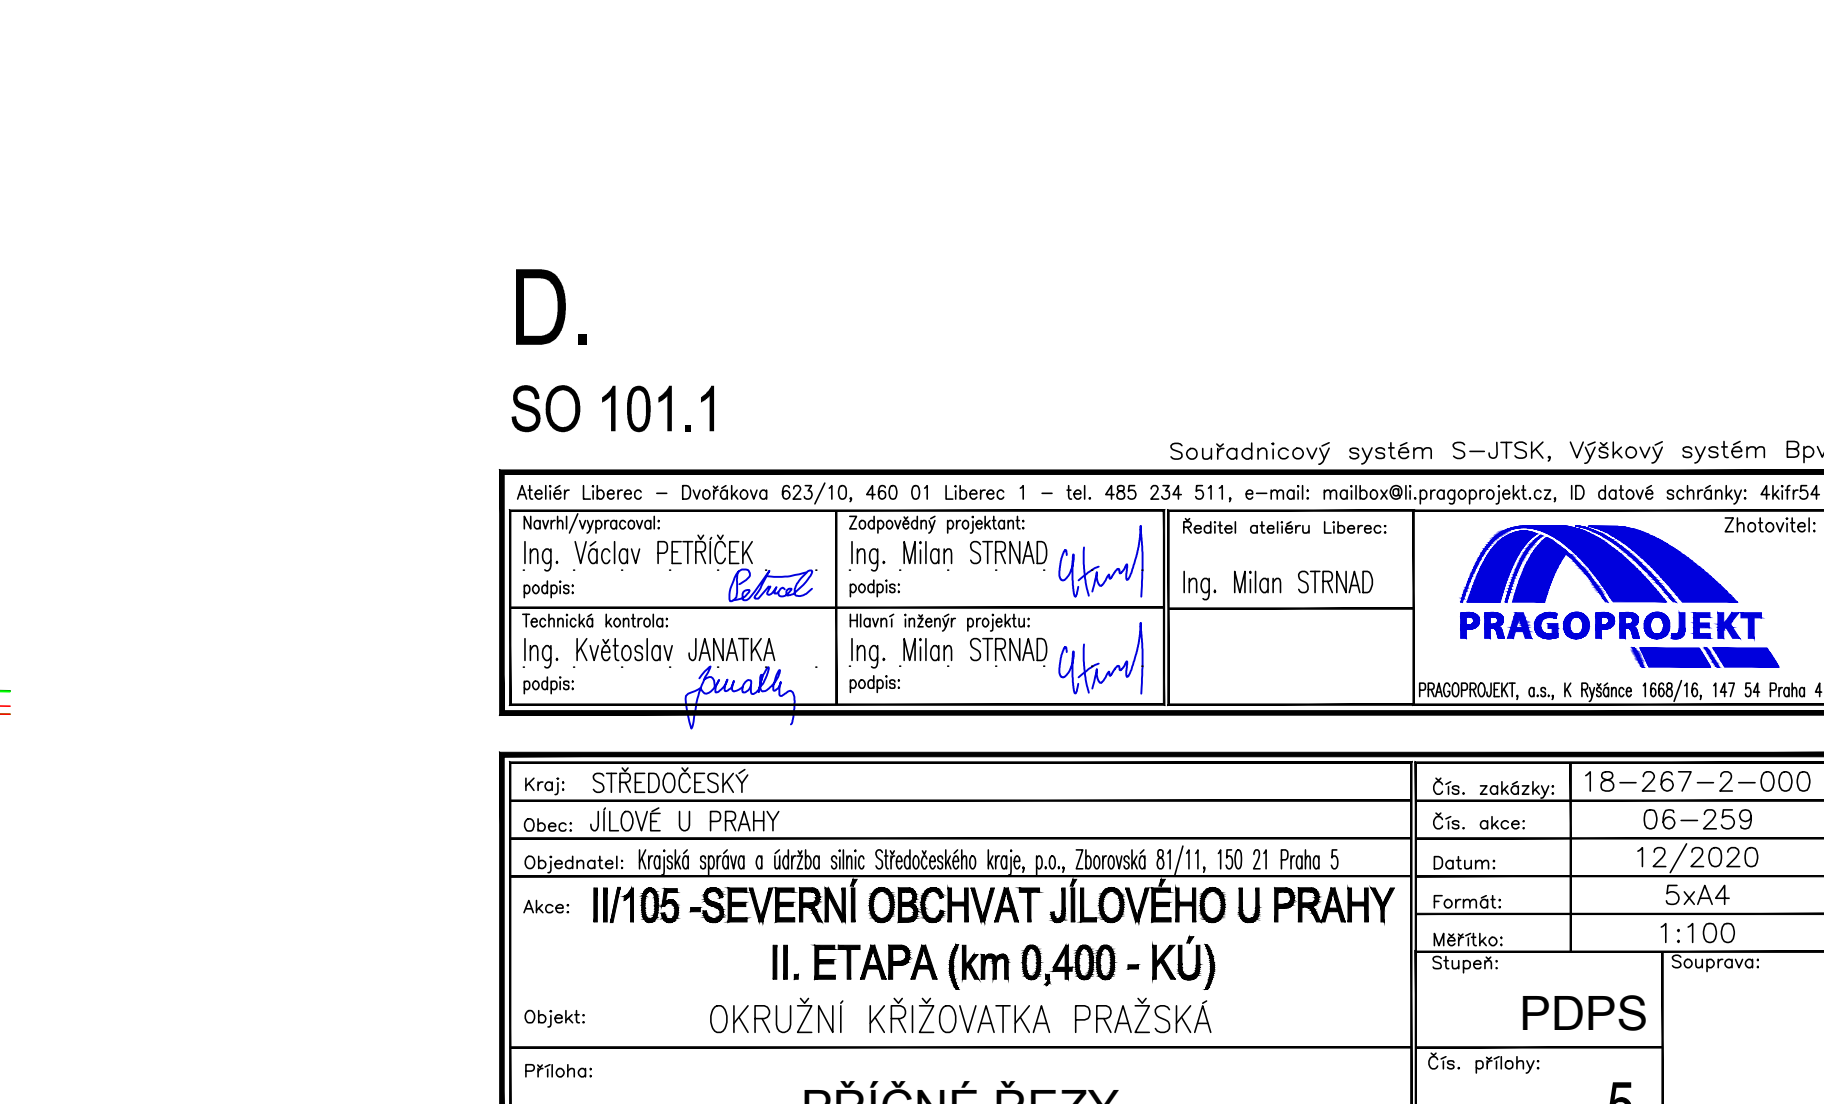 D.
SO 101.1
Souřadnicový systém S-JTSK, Výškový systém Bpv
Ateliér Liberec - Dvořákova 623/10, 460 01 Liberec 1 - tel. 485 234 511, e-mail: mailbox@li.pragoprojekt.cz, ID datové schránky: 4kifr54
Navrhl/vypracoval:
Ing. Václav PETŘÍČEK
podpis:
Zodpovědný projektant:
Ing. Milan STRNAD
podpis:
Ředitel ateliéru Liberec:
Ing. Milan STRNAD
Zhotovitel:
PRAGOPROJEKT
PRAGOPROJEKT, a.s., K Ryšánce 1668/16, 147 54 Praha 4
Technická kontrola:
Ing. Květoslav JANATKA
podpis:
Hlavní inženýr projektu:
Ing. Milan STRNAD
podpis:
Kraj: STŘEDOČESKÝ
Obec: JÍLOVÉ U PRAHY
Objednatel: Krajská správa a údržba silnic Středočeského kraje, p.o., Zborovská 81/11, 150 21 Praha 5
Akce: II/105 -SEVERNÍ OBCHVAT JÍLOVÉHO U PRAHY
II. ETAPA (km 0,400 - KÚ)
Objekt: OKRUŽNÍ KŘIŽOVATKA PRAŽSKÁ
Příloha:
PŘÍČNÉ ŘEZY
Čís. zakázky: 18-267-2-000
Čís. akce: 06-259
Datum: 12/2020
Formát: 5xA4
Měřítko: 1:100
Stupeň:
PDPS
Souprava:
Čís. přílohy:
5